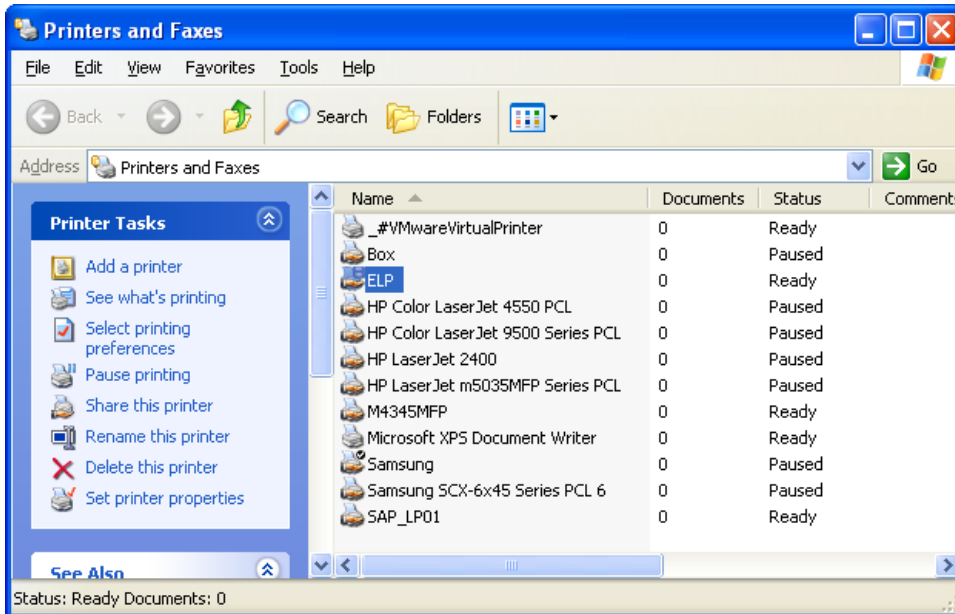 Printers and Faxes
File Edit View Favorites Tools Help
Back Search Folders
Address Printers and Faxes Go
Printer Tasks
Add a printer
See what's printing
Select printing
preferences
Pause printing
Share this printer
Rename this printer
Delete this printer
Set printer properties
See Also
Name Documents Status Comments
_#VMwareVirtualPrinter 0 Ready
Box 0 Paused
ELP 0 Ready
HP Color LaserJet 4550 PCL 0 Paused
HP Color LaserJet 9500 Series PCL 0 Paused
HP LaserJet 2400 0 Paused
HP LaserJet m5035MFP Series PCL 0 Paused
M4345MFP 0 Ready
Microsoft XPS Document Writer 0 Ready
Samsung 0 Paused
Samsung SCX-6x45 Series PCL 6 0 Paused
SAP_LP01 0 Ready
Status: Ready Documents: 0